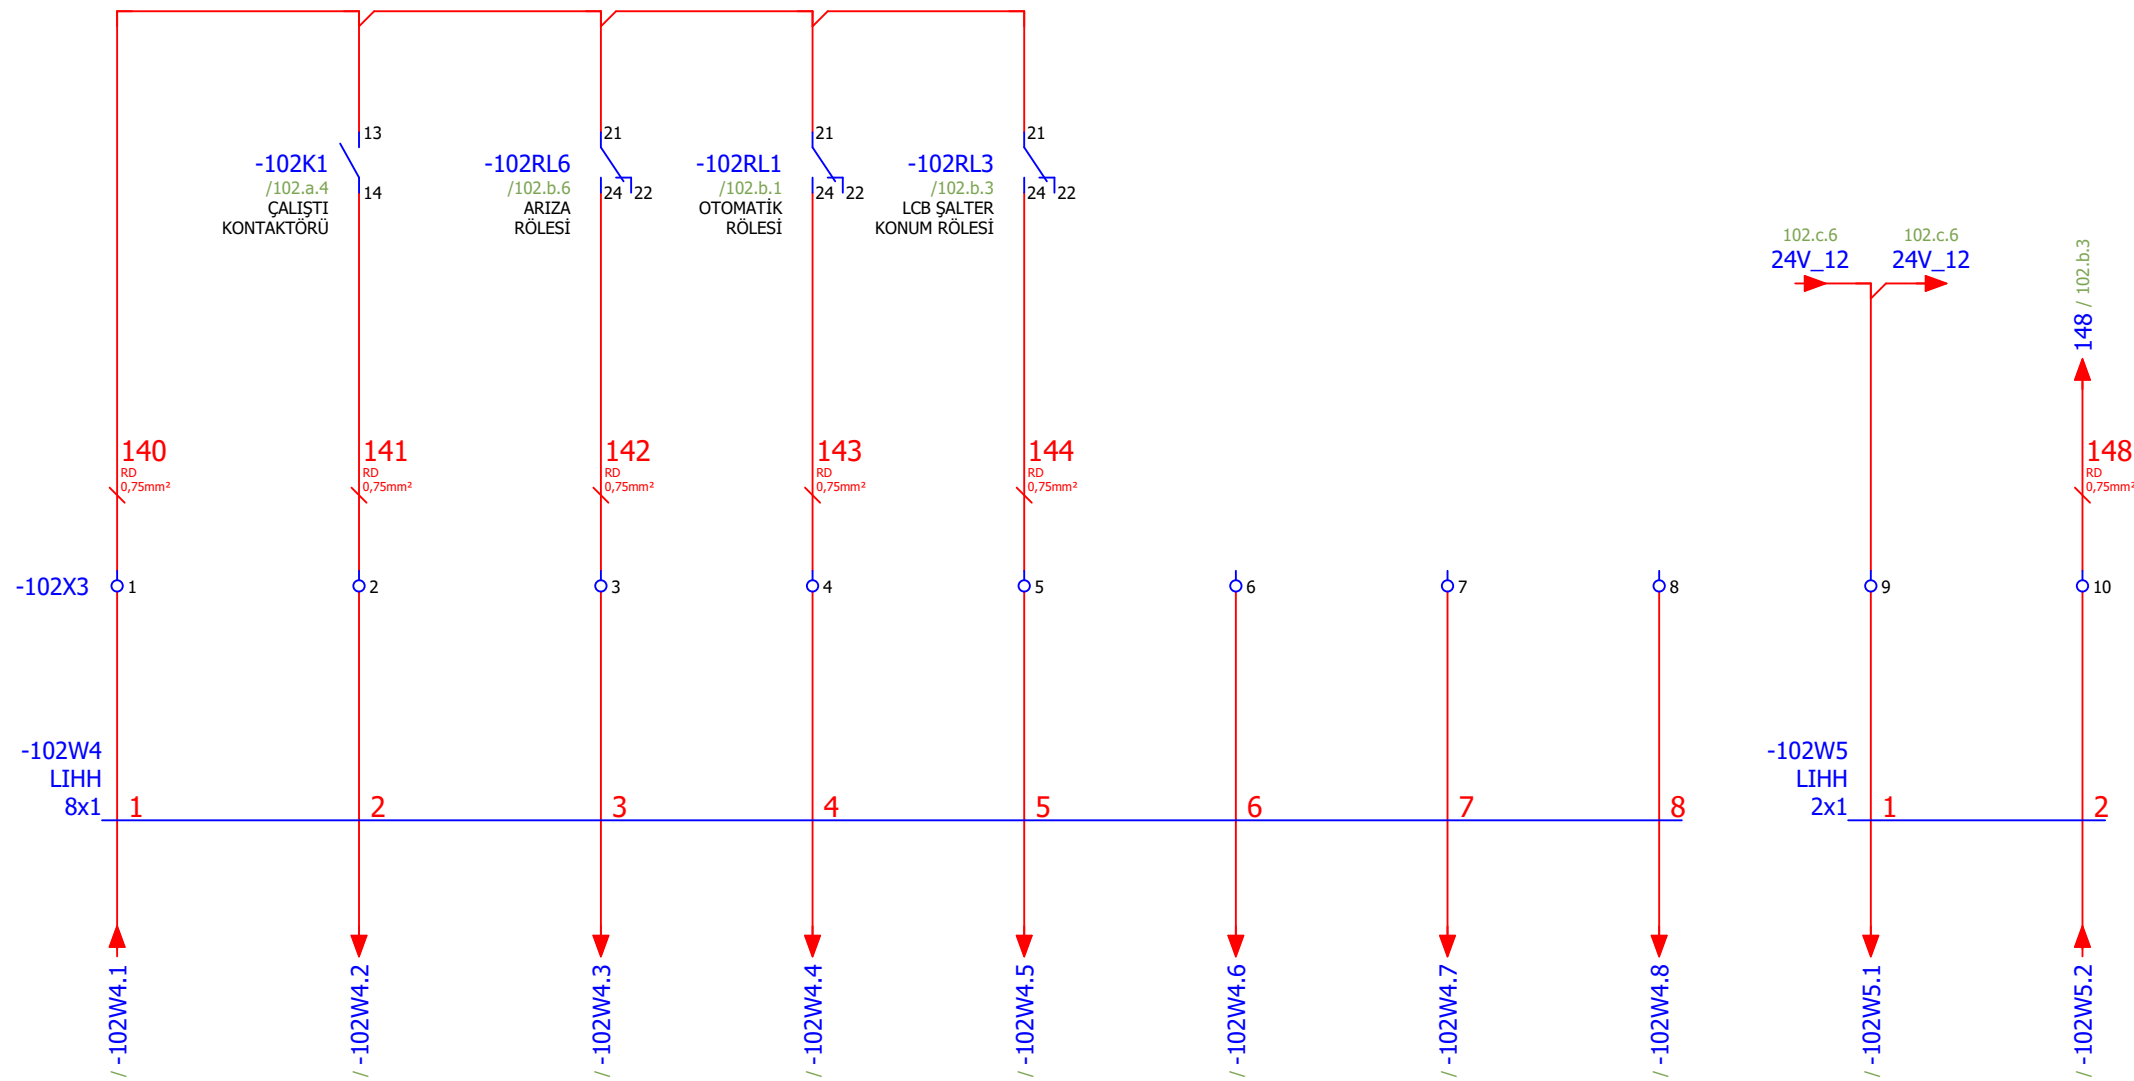 13
-102K1
/102.a.4
14
ÇALIŞTI
KONTAKTÖRÜ
21
-102RL6
/102.b.6
24 22
ARIZA
RÖLESİ
21
-102RL1
/102.b.1
24 22
OTOMATİK
RÖLESİ
21
-102RL3
/102.b.3
24 22
LCB ŞALTER
KONUM RÖLESİ
102.c.6 102.c.6
24V_12 24V_12
148 / 102.b.3
140
RD
0,75mm²
141
RD
0,75mm²
142
RD
0,75mm²
143
RD
0,75mm²
144
RD
0,75mm²
148
RD
0,75mm²
-102X3 1 2 3 4 5 6 7 8 9 10
-102W4
LIHH
8x1 1 2 3 4 5 6 7 8
-102W5
LIHH
2x1 1 2
/ -102W4.1
/ -102W4.2
/ -102W4.3
/ -102W4.4
/ -102W4.5
/ -102W4.6
/ -102W4.7
/ -102W4.8
/ -102W5.1
/ -102W5.2